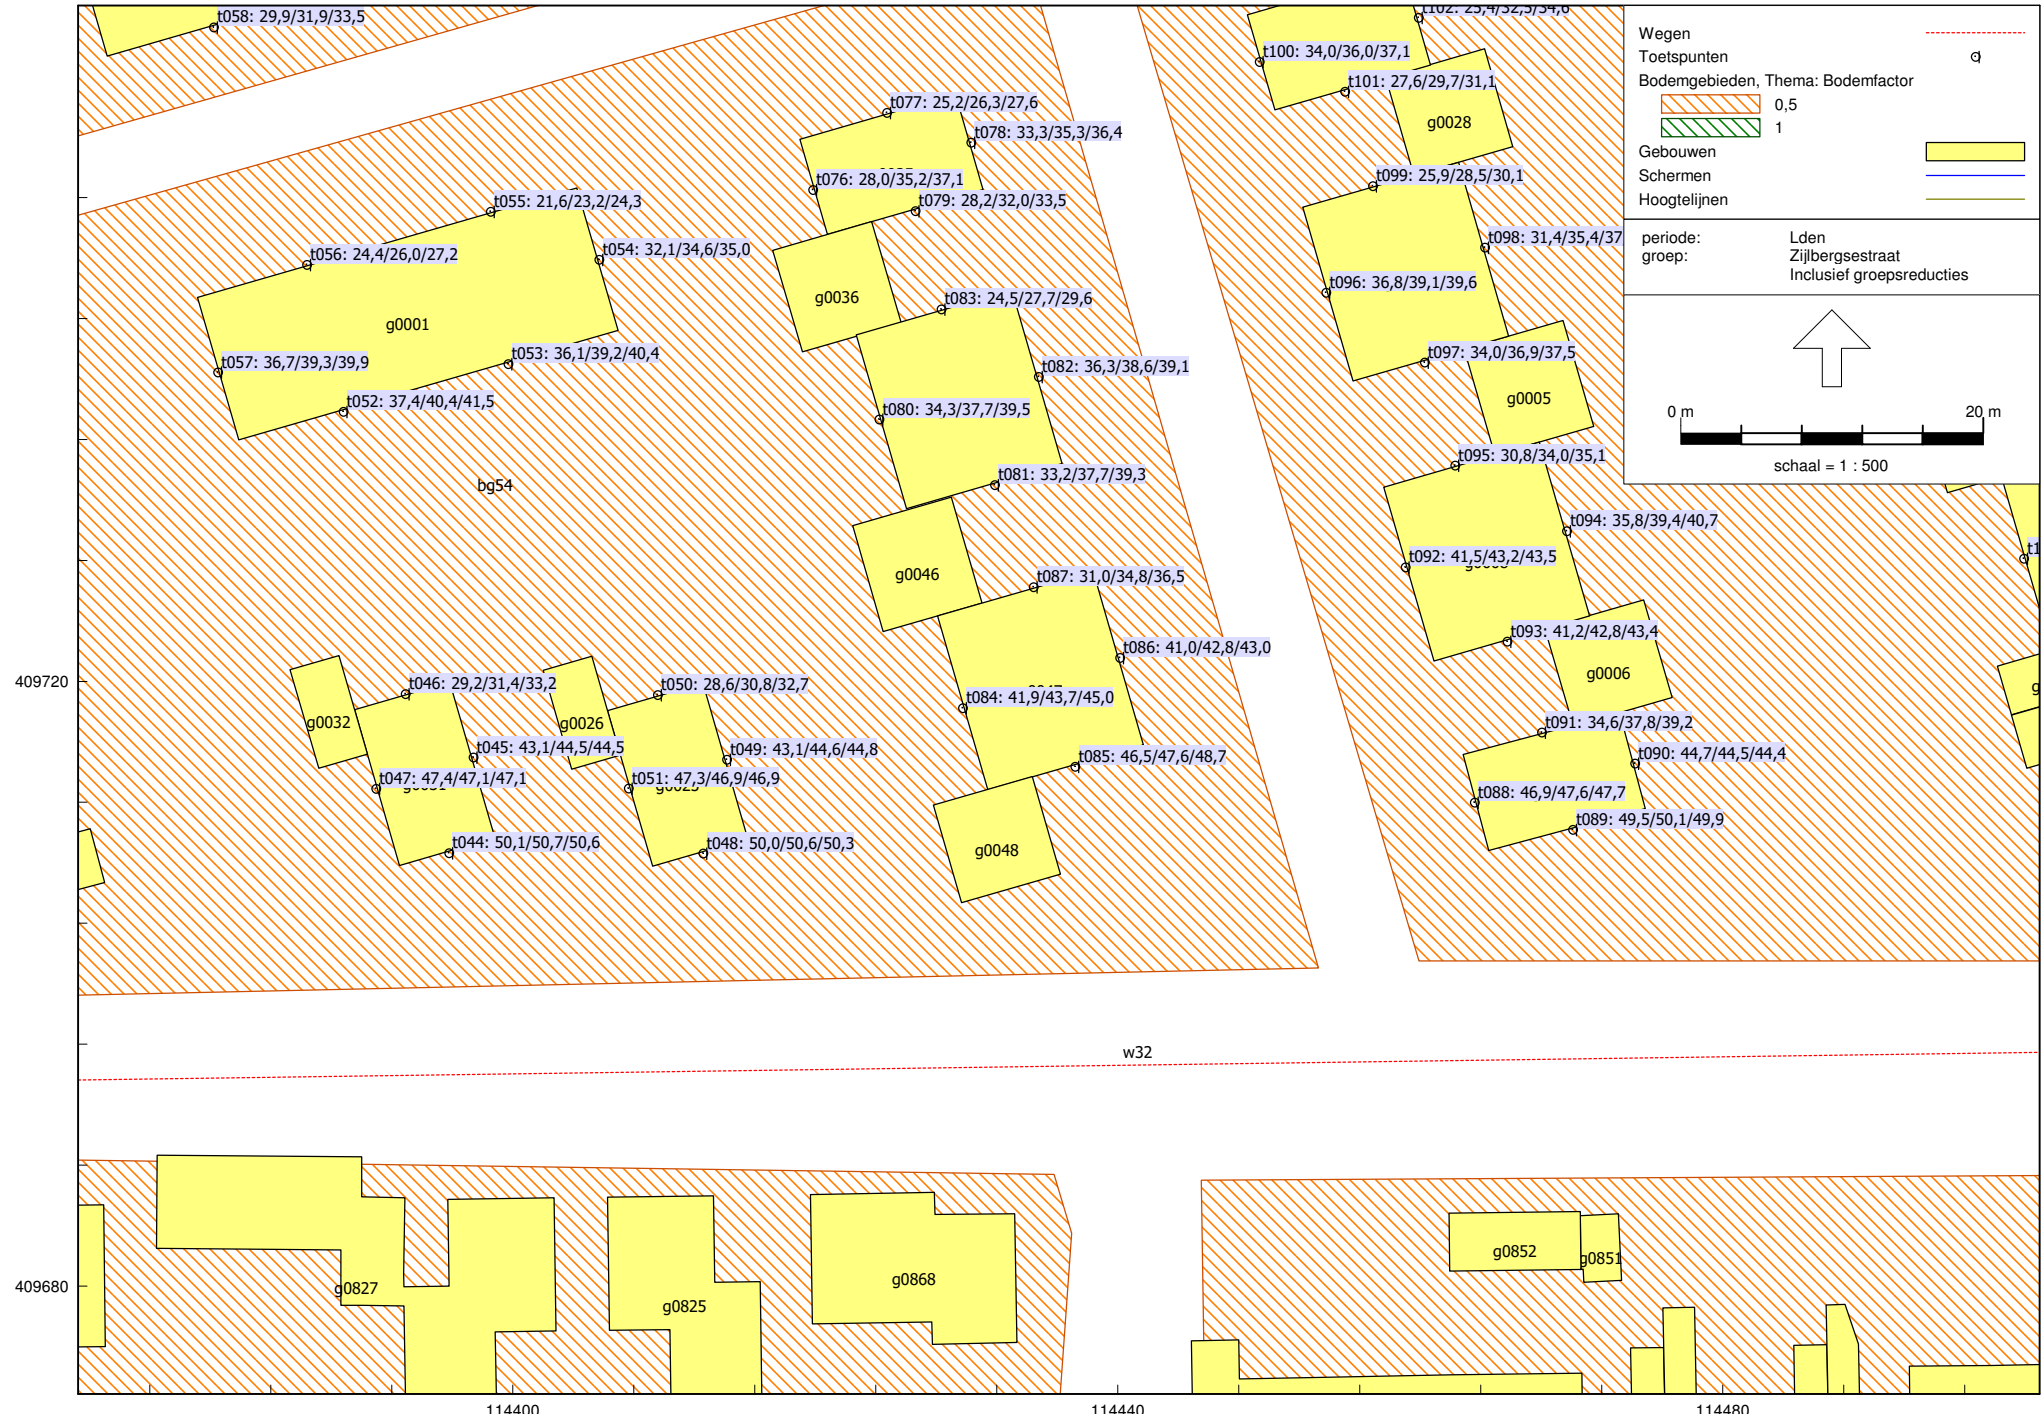 t058: 29,9/31,9/33,5
t102: 25,4/32,5/34,6
t100: 34,0/36,0/37,1
t101: 27,6/29,7/31,1
g0028
t077: 25,2/26,3/27,6
t078: 33,3/35,3/36,4
t076: 28,0/35,2/37,1
t079: 28,2/32,0/33,5
t099: 25,9/28,5/30,1
t055: 21,6/23,2/24,3
t054: 32,1/34,6/35,0
t056: 24,4/26,0/27,2
t098: 31,4/35,4/37
g0036
t096: 36,8/39,1/39,6
t083: 24,5/27,7/29,6
g0001
t057: 36,7/39,3/39,9
t053: 36,1/39,2/40,4
t097: 34,0/36,9/37,5
t082: 36,3/38,6/39,1
g0005
t052: 37,4/40,4/41,5
t080: 34,3/37,7/39,5
t095: 30,8/34,0/35,1
t081: 33,2/37,7/39,3
bg54
t094: 35,8/39,4/40,7
t092: 41,5/43,2/43,5
t1
g0046
t087: 31,0/34,8/36,5
t093: 41,2/42,8/43,4
t086: 41,0/42,8/43,0
g0006
409720
t046: 29,2/31,4/33,2
t050: 28,6/30,8/32,7
t084: 41,9/43,7/45,0
g
g0032
g0026
t091: 34,6/37,8/39,2
t045: 43,1/44,5/44,5
t049: 43,1/44,6/44,8
t085: 46,5/47,6/48,7
t090: 44,7/44,5/44,4
t047: 47,4/47,1/47,1
t051: 47,3/46,9/46,9
t088: 46,9/47,6/47,7
t089: 49,5/50,1/49,9
t044: 50,1/50,7/50,6
t048: 50,0/50,6/50,3
g0048
w32
g0852
g0851
409680
g0827
g0825
g0868
114400
114440
114480
Wegen
Toetspunten
Bodemgebieden, Thema: Bodemfactor
0,5
1
Gebouwen
Schermen
Hoogtelijnen
periode: Lden
groep: Zijlbergsestraat
Inclusief groepsreducties
0 m 20 m
schaal = 1 : 500